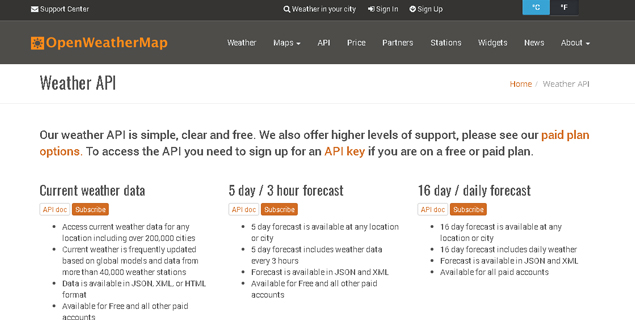 Support Center Weather in your city Sign In Sign Up °C °F
OpenWeatherMap Weather Maps API Price Partners Stations Widgets News About
Weather API Home / Weather API
Our weather API is simple, clear and free. We also offer higher levels of support, please see our paid plan
options. To access the API you need to sign up for an API key if you are on a free or paid plan.
Current weather data
API doc Subscribe
Access current weather data for any
location including over 200,000 cities
Current weather is frequently updated
based on global models and data from
more than 40,000 weather stations
Data is available in JSON, XML, or HTML
format
Available for Free and all other paid
accounts
5 day / 3 hour forecast
API doc Subscribe
5 day forecast is available at any location
or city
5 day forecast includes weather data
every 3 hours
Forecast is available in JSON and XML
Available for Free and all other paid
accounts
16 day / daily forecast
API doc Subscribe
16 day forecast is available at any
location or city
16 day forecast includes daily weather
Forecast is available in JSON and XML
Available for all paid accounts